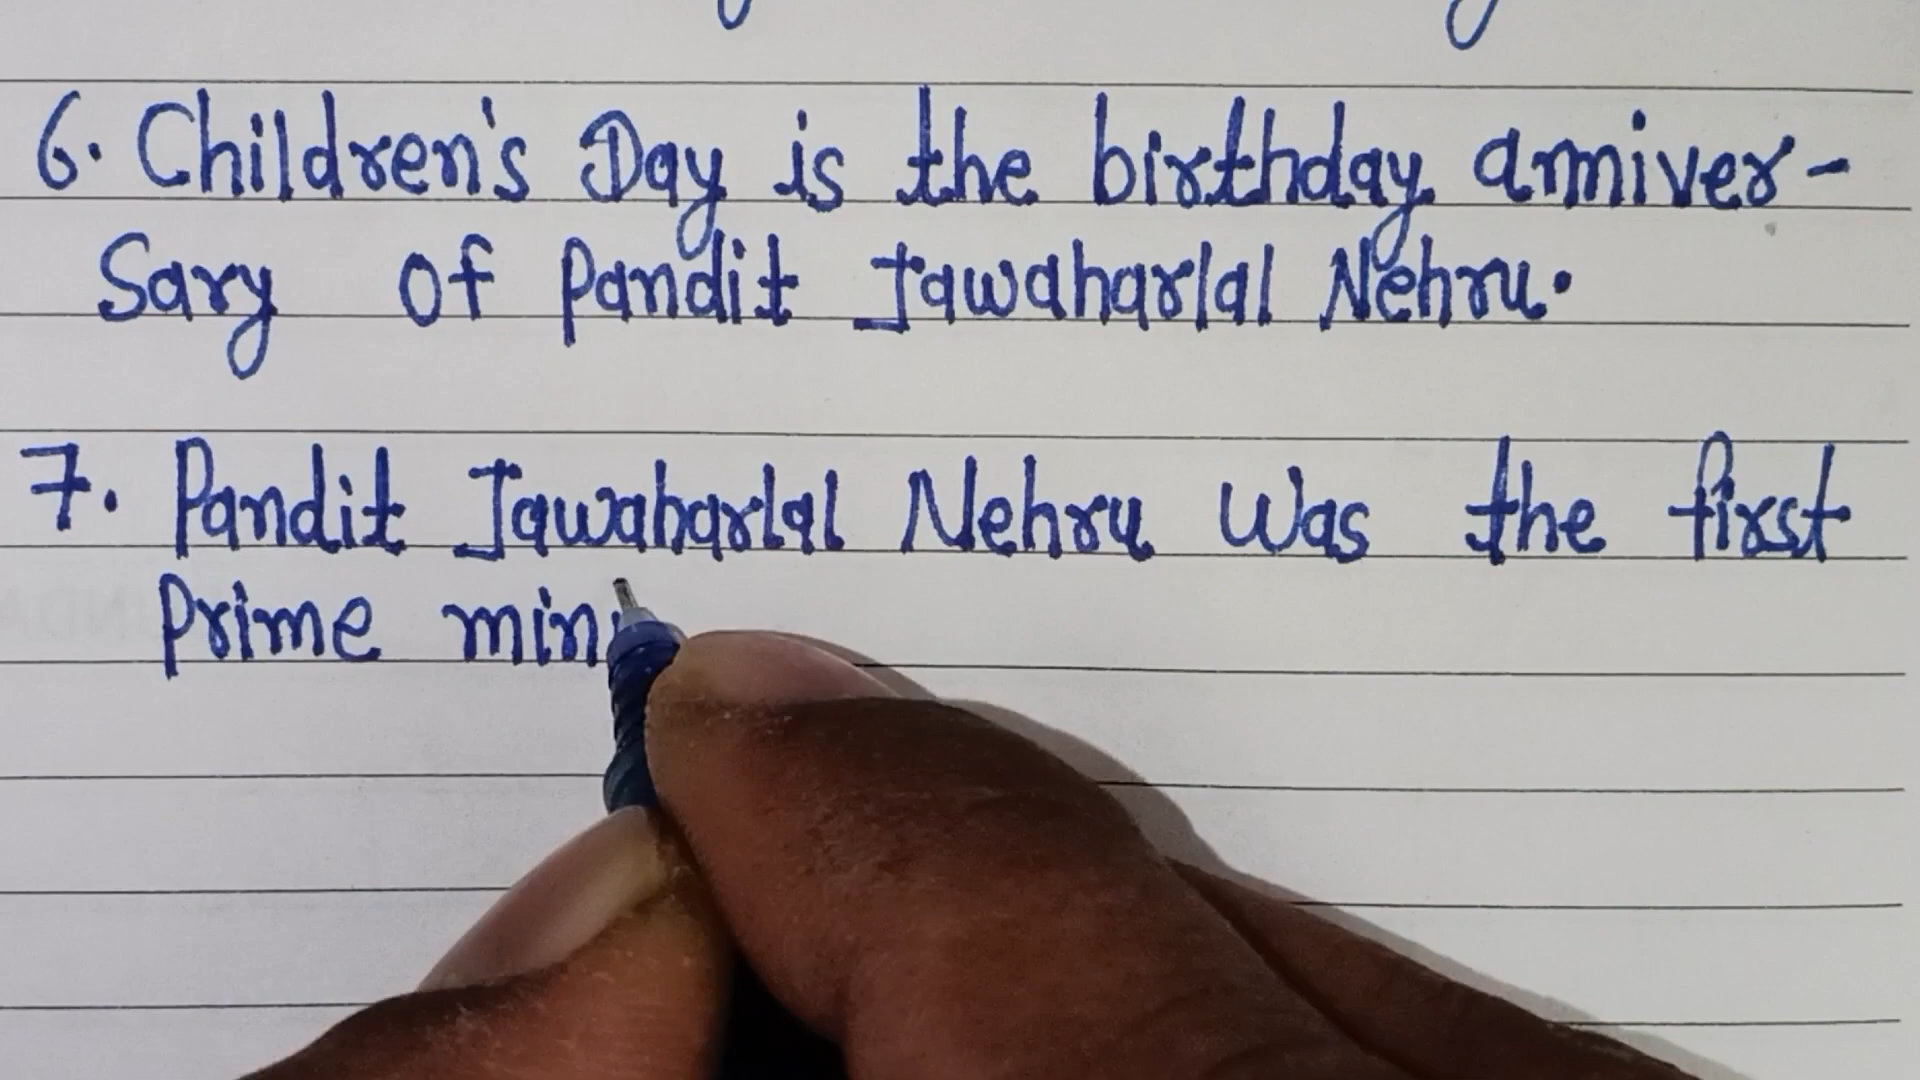 6. Children's Day is the birthday anniver-
Sary of Pandit Jawaharlal Nehru.
7. Pandit Jawaharlal Nehru was the first
Prime min